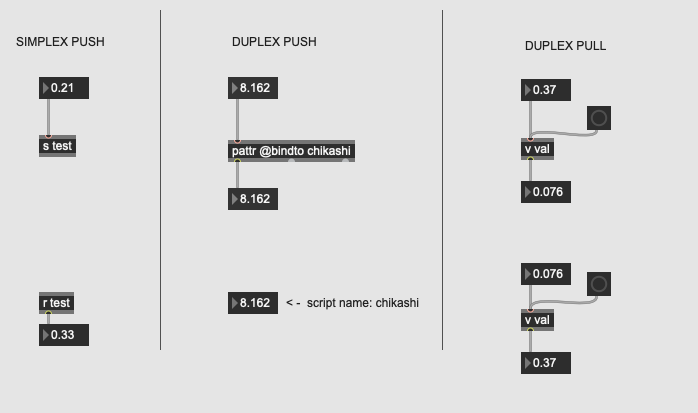 SIMPLEX PUSH
0.21
s test
r test
0.33
DUPLEX PUSH
8.162
pattr @bindto chikashi
8.162
8.162
< - script name: chikashi
DUPLEX PULL
0.37
v val
0.076
0.076
v val
0.37